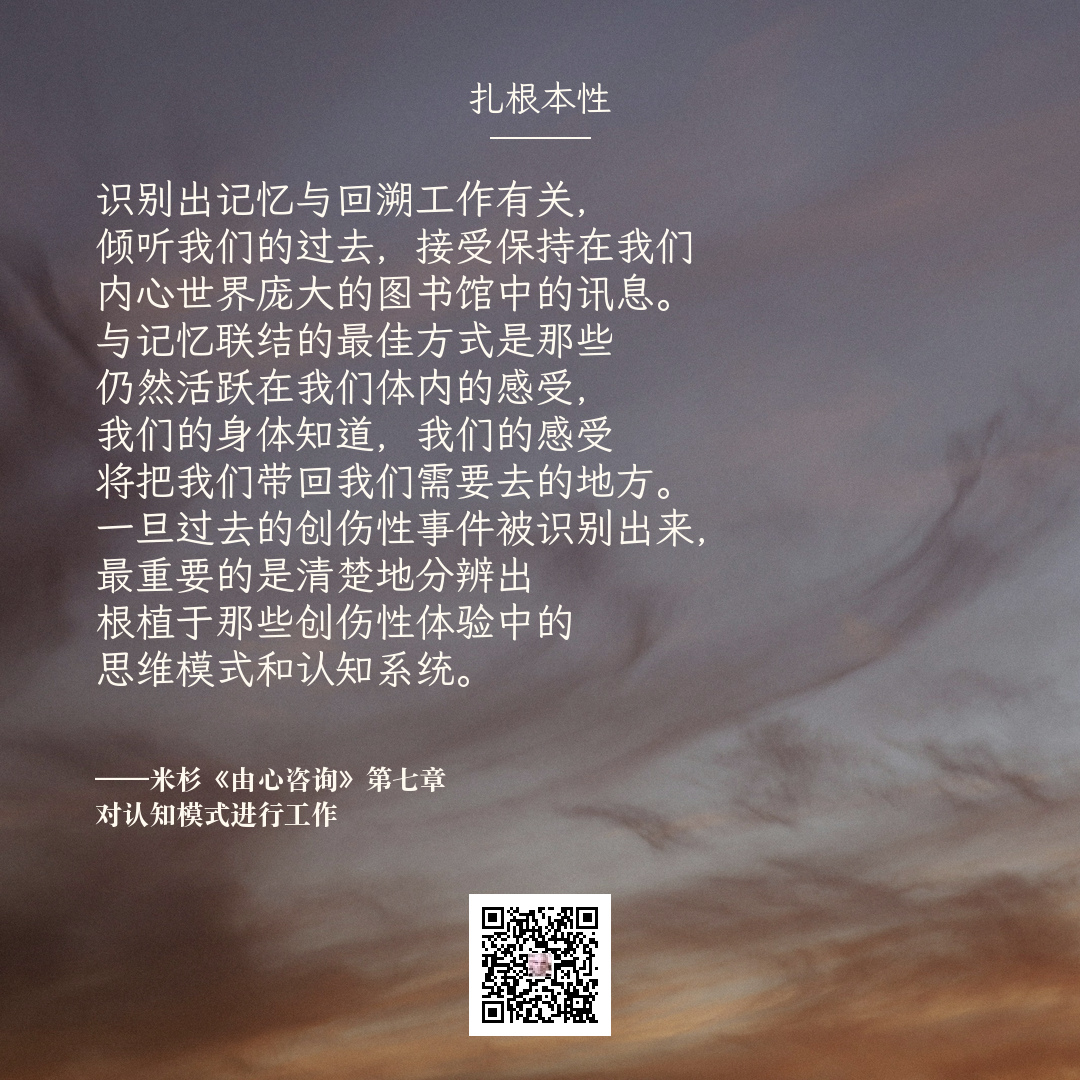 扎根本性
识别出记忆与回溯工作有关，
倾听我们的过去，接受保持在我们
内心世界庞大的图书馆中的讯息。
与记忆联结的最佳方式是那些
仍然活跃在我们体内的感受，
我们的身体知道，我们的感受
将把我们带回我们需要去的地方。
一旦过去的创伤性事件被识别出来，
最重要的是清楚地分辨出
根植于那些创伤性体验中的
思维模式和认知系统。
——米杉《由心咨询》第七章
对认知模式进行工作